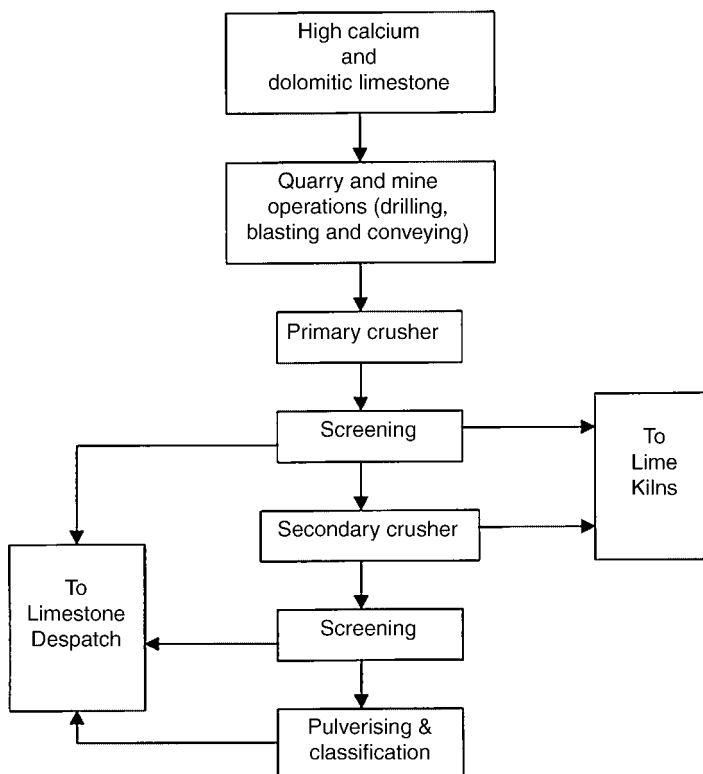 High calcium
and
dolomitic limestone
Quarry and mine
operations (drilling,
blasting and conveying)
Primary crusher
Screening
To
Lime
Kilns
Secondary crusher
To
Limestone
Despatch
Screening
Pulverising &
classification